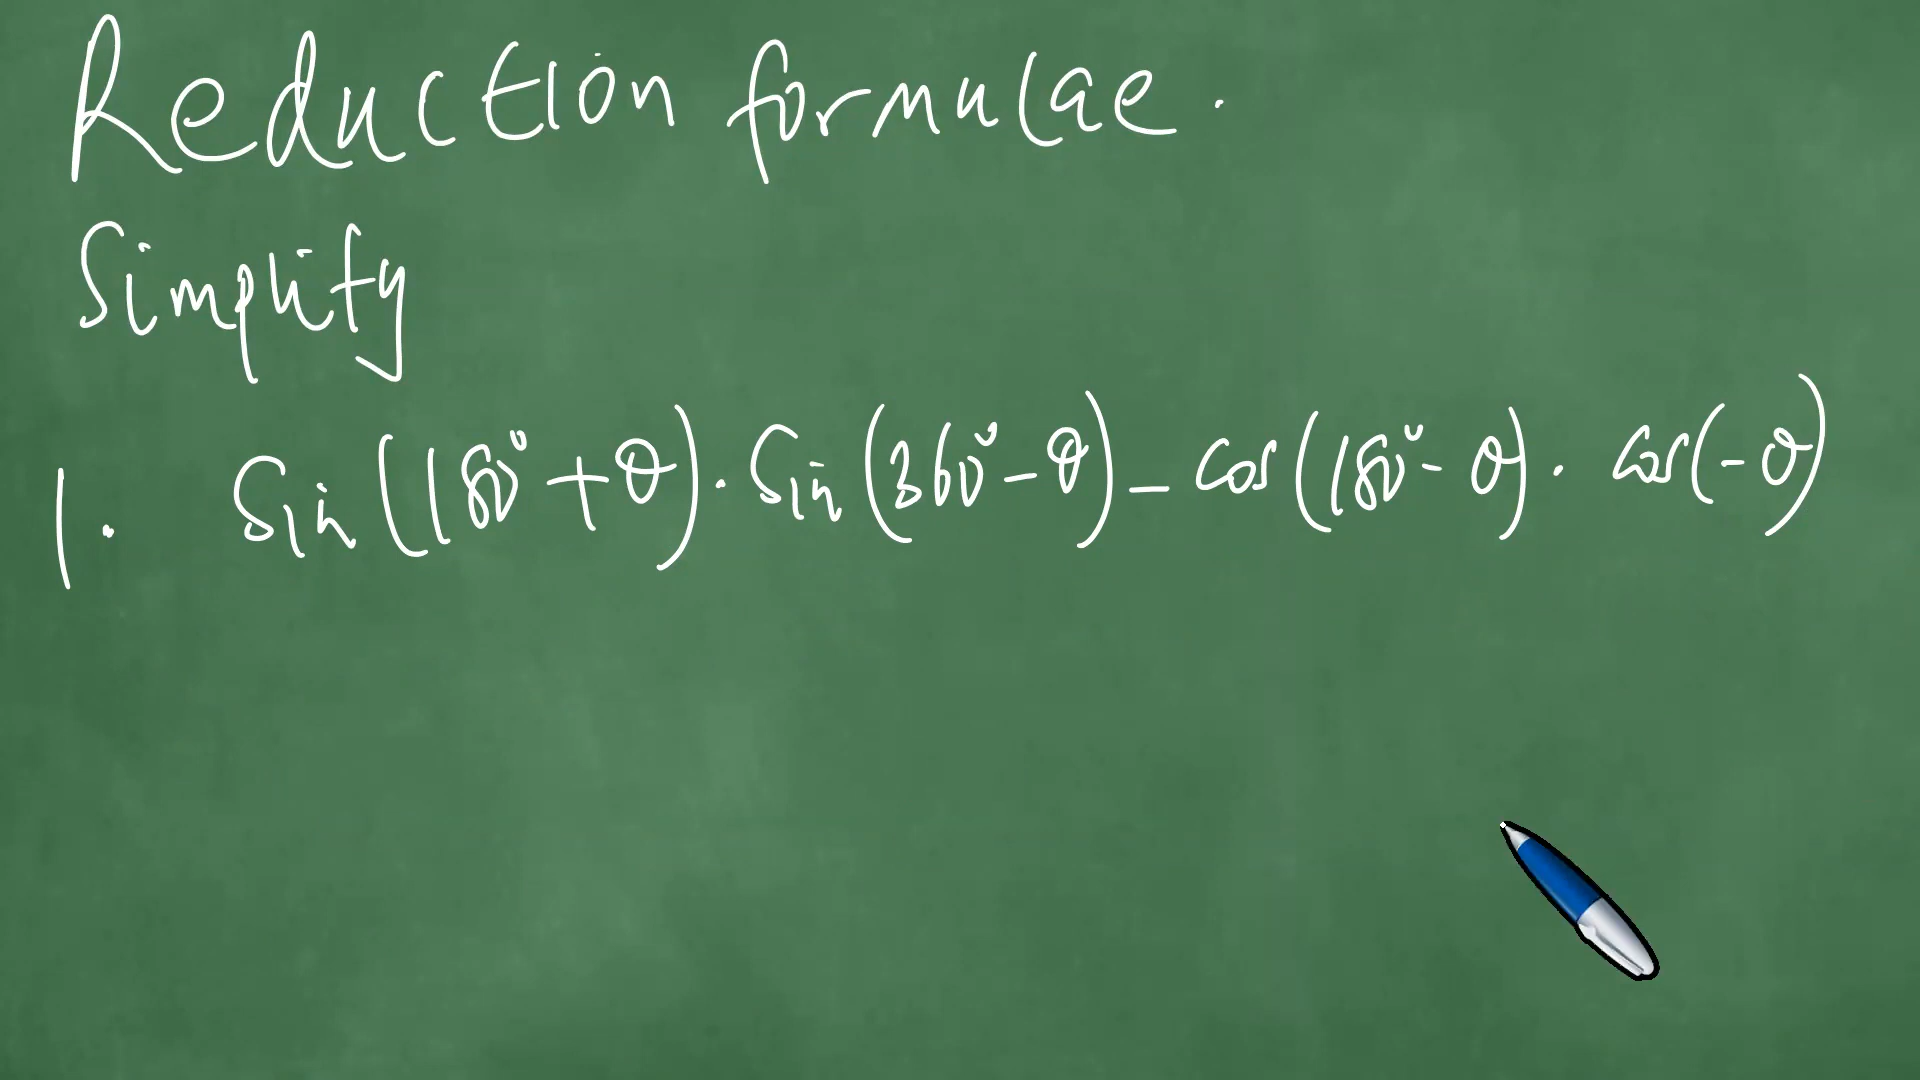 Reduction formulae.
Simplify
1. Sin(180°+θ)·Sin(360°-θ)-cos(180°-θ)·cos(-θ)